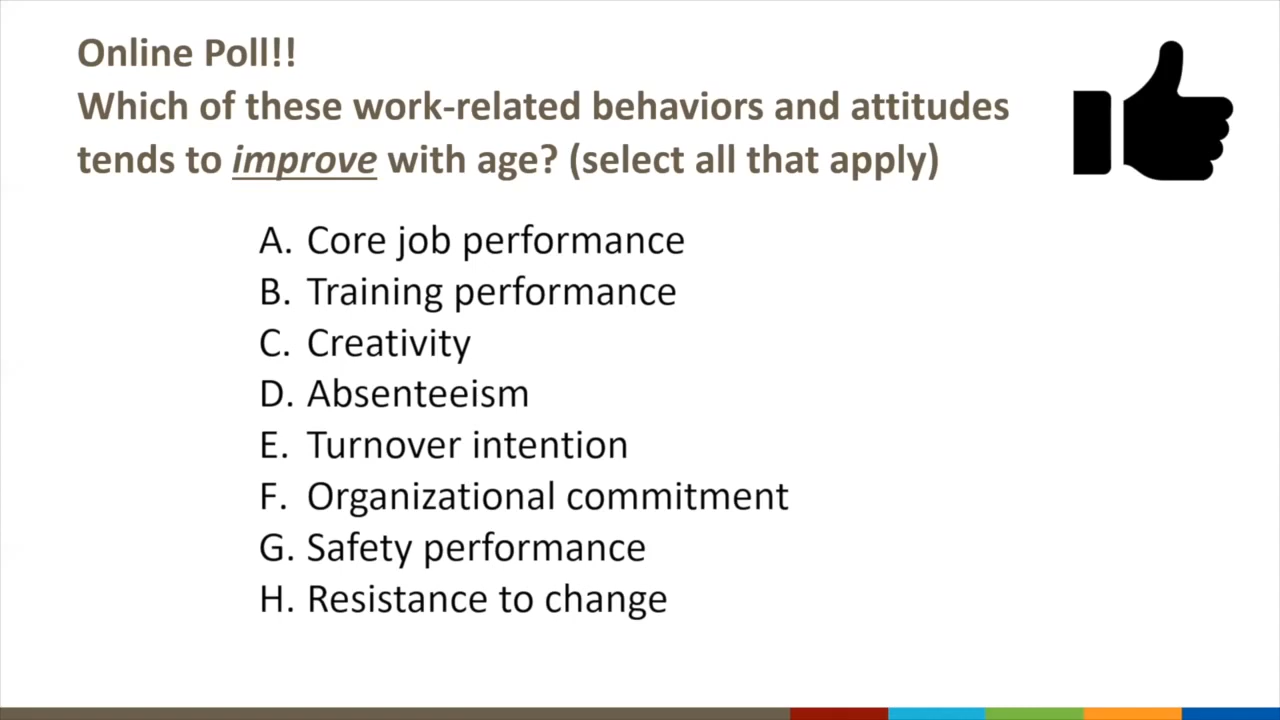 Online Poll!!
Which of these work-related behaviors and attitudes
tends to improve with age? (select all that apply)
A. Core job performance
B. Training performance
C. Creativity
D. Absenteeism
E. Turnover intention
F. Organizational commitment
G. Safety performance
H. Resistance to change